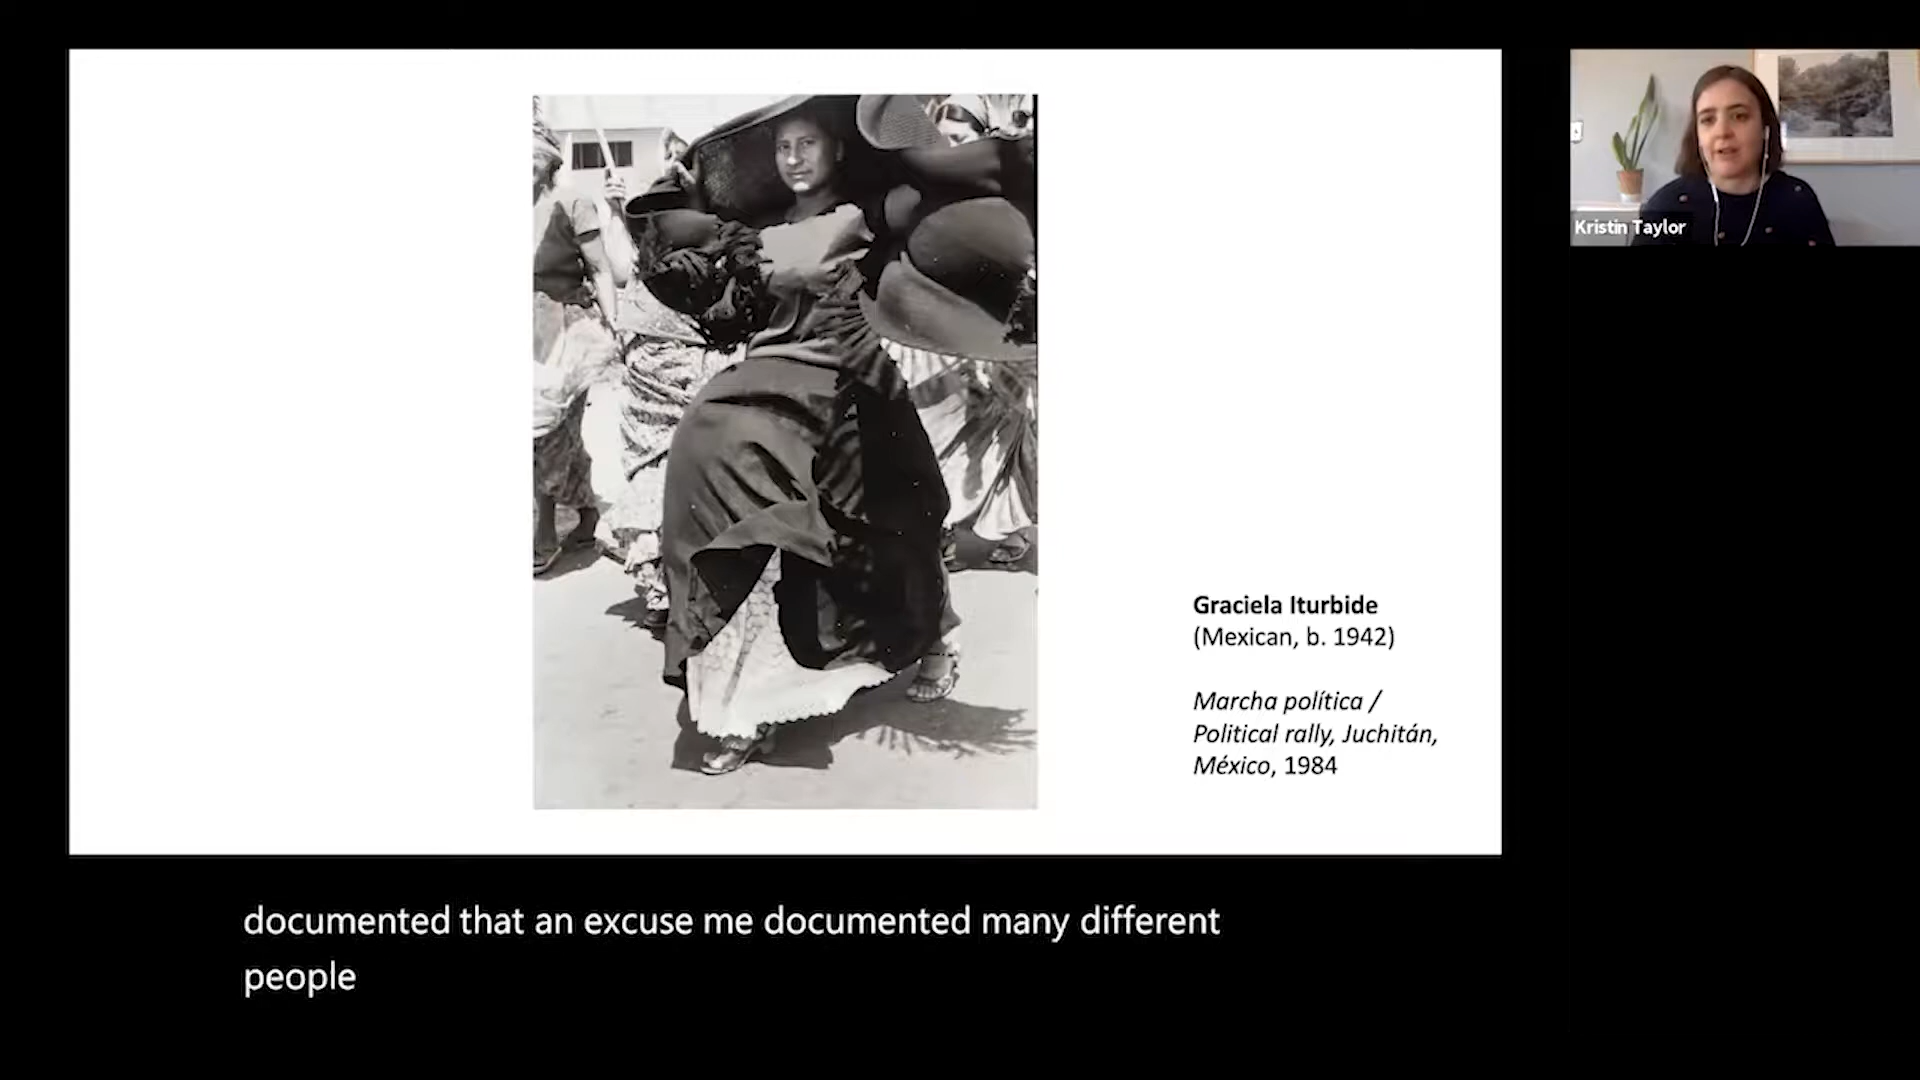 Kristin Taylor
Graciela Iturbide
(Mexican, b. 1942)
Marcha política /
Political rally, Juchitán,
México, 1984
documented that an excuse me documented many different
people